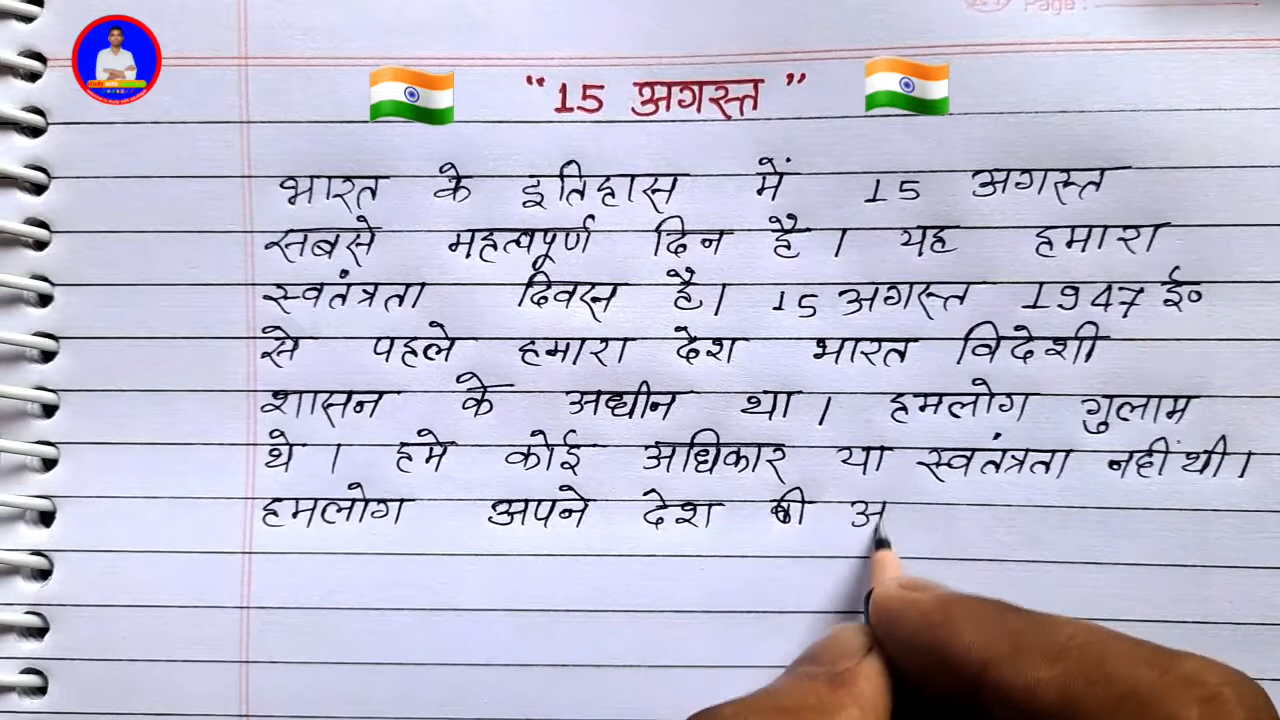 Page :
"15 अगस्त"
भारत के इतिहास में 15 अगस्त
सबसे महत्वपूर्ण दिन है। यह हमारा
स्वतंत्रता दिवस है। 15 अगस्त 1947 ई॰
से पहले हमारा देश भारत विदेशी
शासन के अधीन था। हमलोग गुलाम
थे। हमे कोई अधिकार या स्वतंत्रता नहीं थी।
हमलोग अपने देश भी अ